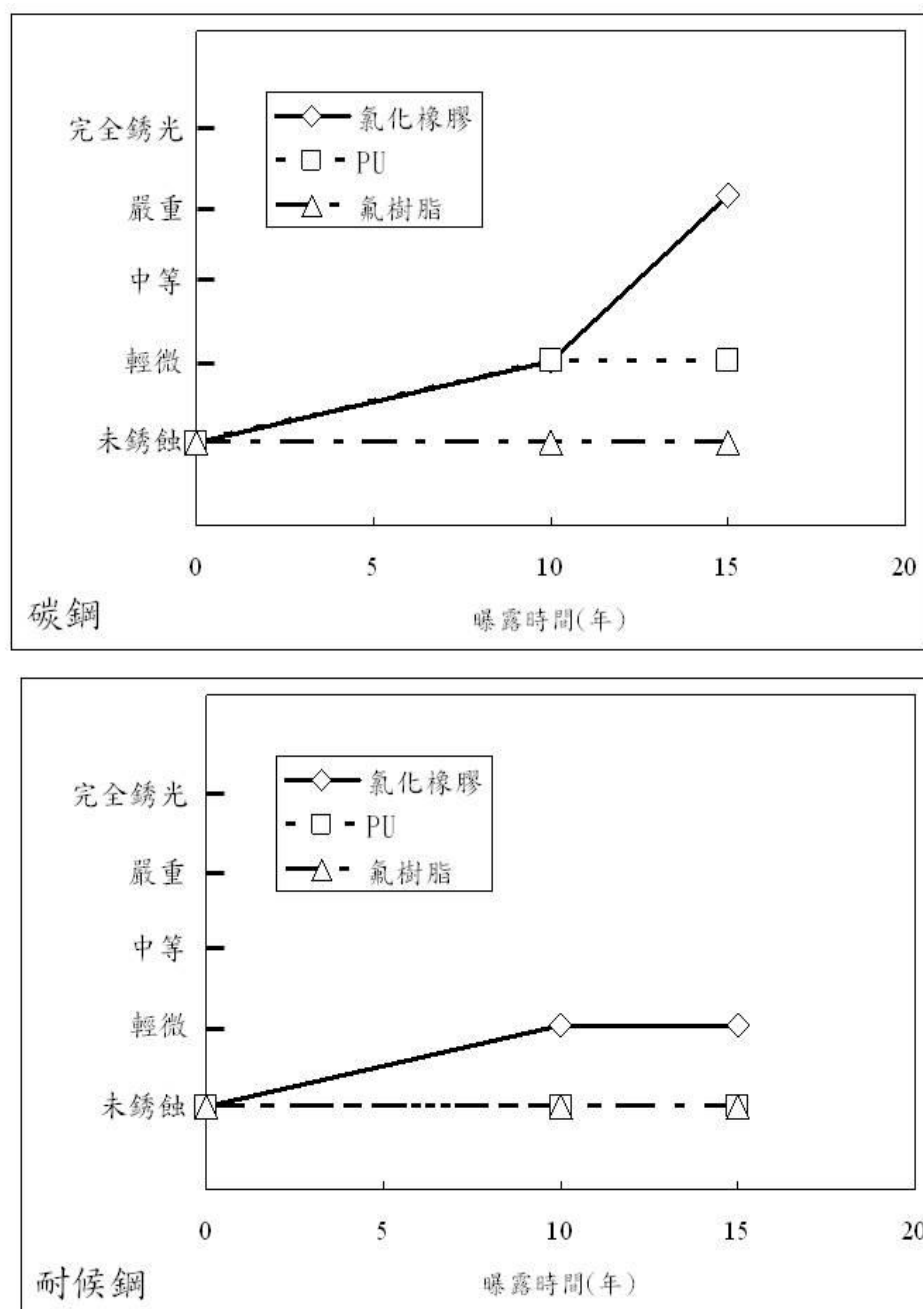 完全銹光
嚴重
中等
輕微
未銹蝕
氯化橡膠
PU
氟樹脂
0 5 10 15 20
碳鋼
曝露時間(年)
完全銹光
嚴重
中等
輕微
未銹蝕
氯化橡膠
PU
氟樹脂
0 5 10 15 20
耐候鋼
曝露時間(年)